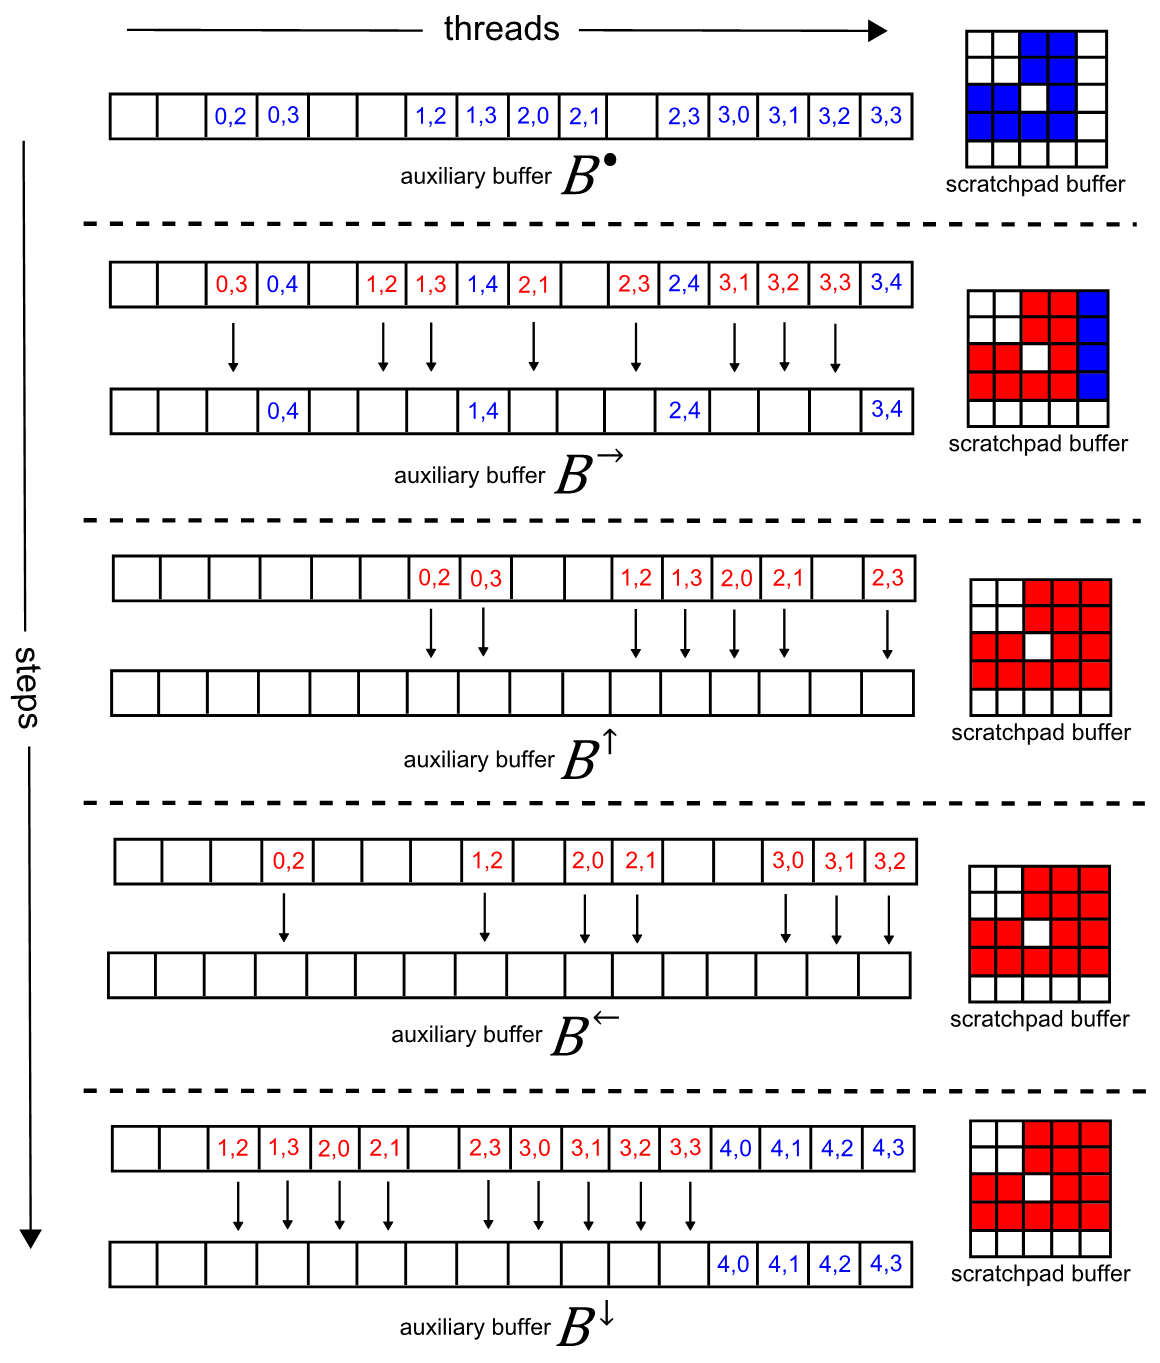 threads
0,2 0,3 1,2 1,3 2,0 2,1 2,3 3,0 3,1 3,2 3,3
auxiliary buffer B•
scratchpad buffer
0,3 0,4 1,2 1,3 1,4 2,1 2,3 2,4 3,1 3,2 3,3 3,4
0,4 1,4 2,4 3,4
auxiliary buffer B→
scratchpad buffer
steps
0,2 0,3 1,2 1,3 2,0 2,1 2,3
auxiliary buffer B↑
scratchpad buffer
0,2 1,2 2,0 2,1 3,0 3,1 3,2
auxiliary buffer B←
scratchpad buffer
1,2 1,3 2,0 2,1 2,3 3,0 3,1 3,2 3,3 4,0 4,1 4,2 4,3
4,0 4,1 4,2 4,3
auxiliary buffer B↓
scratchpad buffer